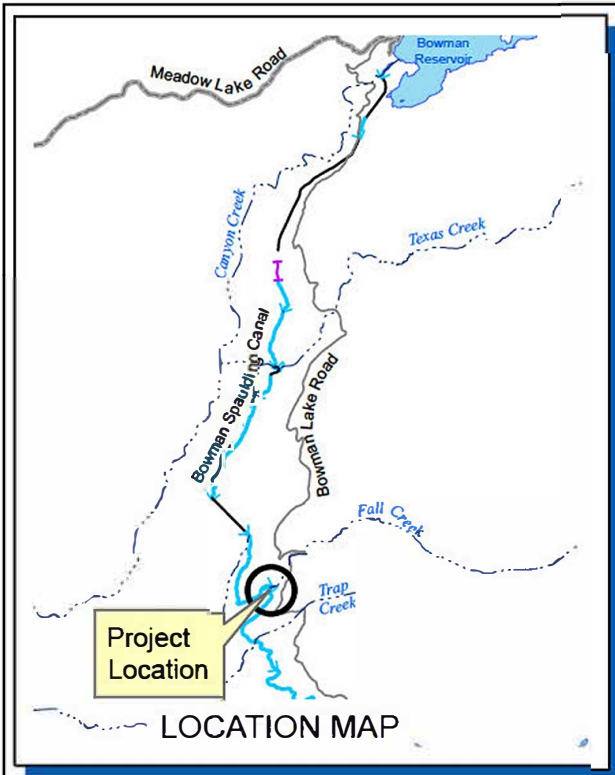 Bowman
Reservoir
Meadow Lake Road
Canyon Creek
Texas Creek
Bowman Spaulding Canal
Bowman Lake Road
Fall Creek
Trap
Creek
Project
Location
LOCATION MAP